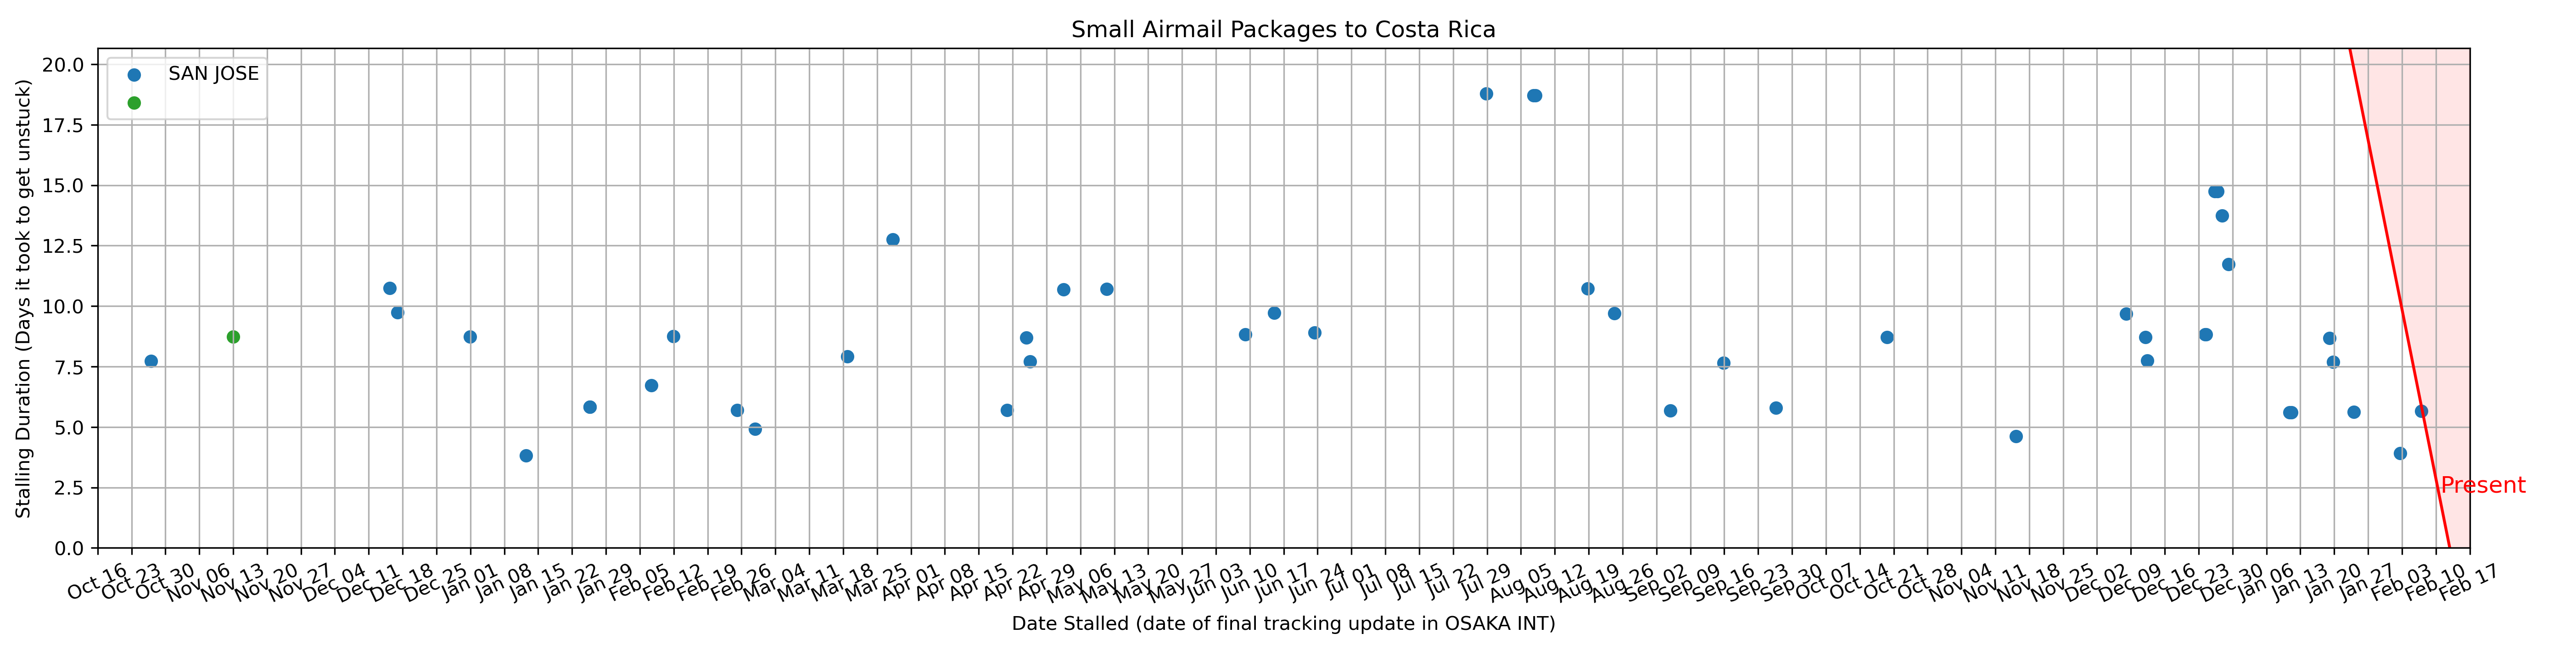 Small Airmail Packages to Costa Rica
SAN JOSE
Stalling Duration (Days it took to get unstuck)
20.0
17.5
15.0
12.5
10.0
7.5
5.0
2.5
0.0
Present
Oct 16
Oct 23
Oct 30
Nov 06
Nov 13
Nov 20
Nov 27
Dec 04
Dec 11
Dec 18
Dec 25
Jan 01
Jan 08
Jan 15
Jan 22
Jan 29
Feb 05
Feb 12
Feb 19
Feb 26
Mar 04
Mar 11
Mar 18
Mar 25
Apr 01
Apr 08
Apr 15
Apr 22
Apr 29
May 06
May 13
May 20
May 27
Jun 03
Jun 10
Jun 17
Jun 24
Jul 01
Jul 08
Jul 15
Jul 22
Jul 29
Aug 05
Aug 12
Aug 19
Aug 26
Sep 02
Sep 09
Sep 16
Sep 23
Sep 30
Oct 07
Oct 14
Oct 21
Oct 28
Nov 04
Nov 11
Nov 18
Nov 25
Dec 02
Dec 09
Dec 16
Dec 23
Dec 30
Jan 06
Jan 13
Jan 20
Jan 27
Feb 03
Feb 10
Feb 17
Date Stalled (date of final tracking update in OSAKA INT)